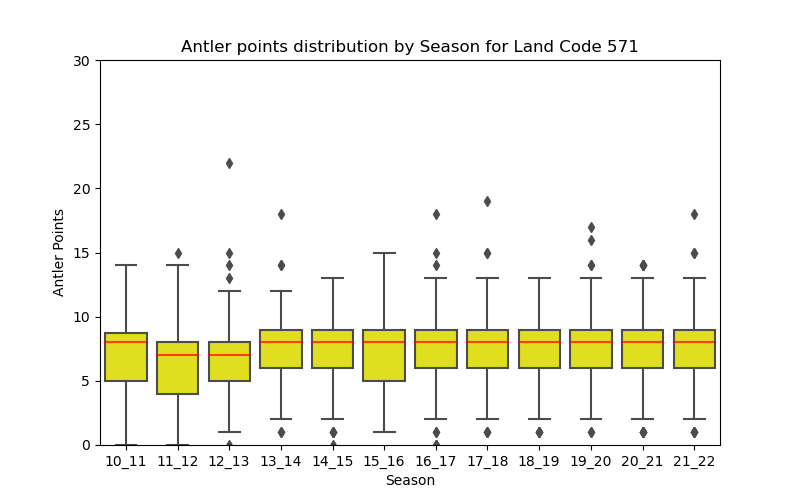 Antler points distribution by Season for Land Code 571
30
25
20
15
10
5
0
Antler Points
10_11 11_12 12_13 13_14 14_15 15_16 16_17 17_18 18_19 19_20 20_21 21_22
Season